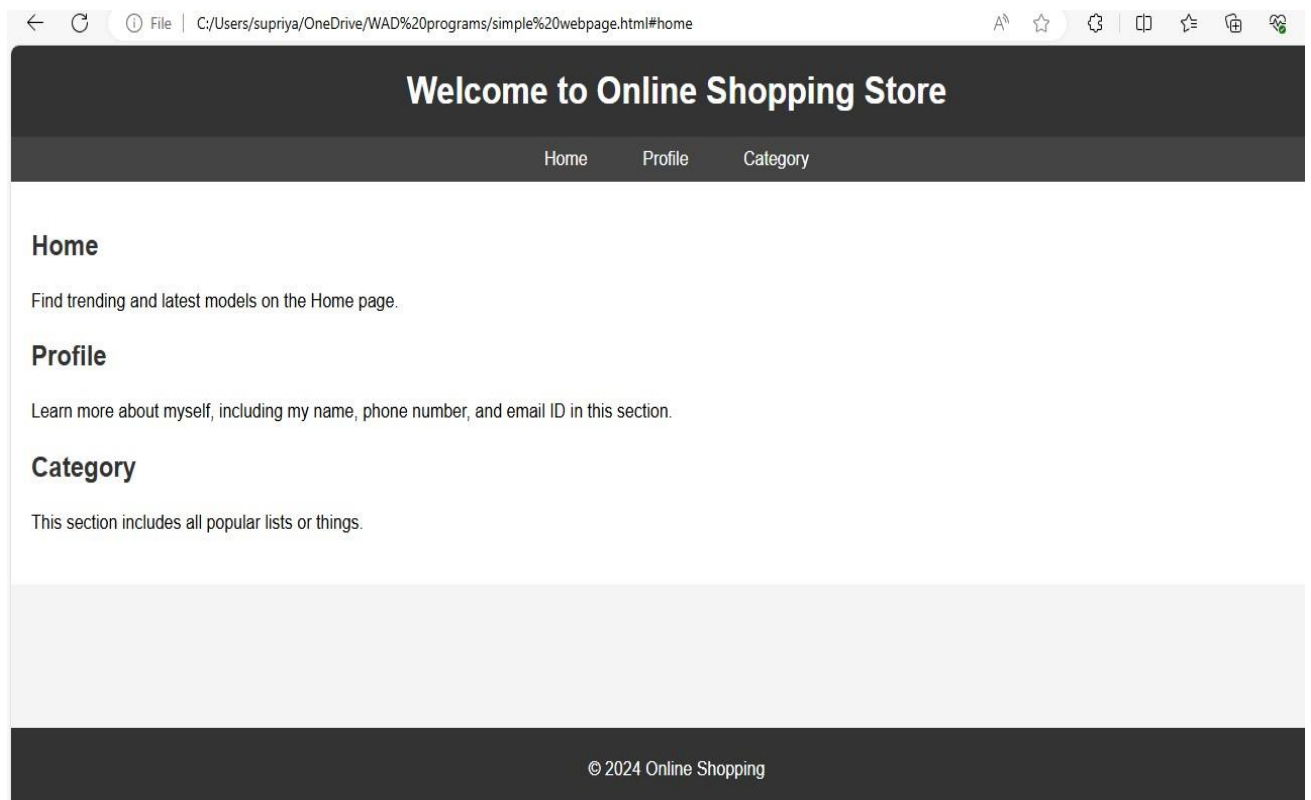 File C:/Users/supriya/OneDrive/WAD%20programs/simple%20webpage.html#home
Welcome to Online Shopping Store
Home Profile Category
Home
Find trending and latest models on the Home page.
Profile
Learn more about myself, including my name, phone number, and email ID in this section.
Category
This section includes all popular lists or things.
© 2024 Online Shopping